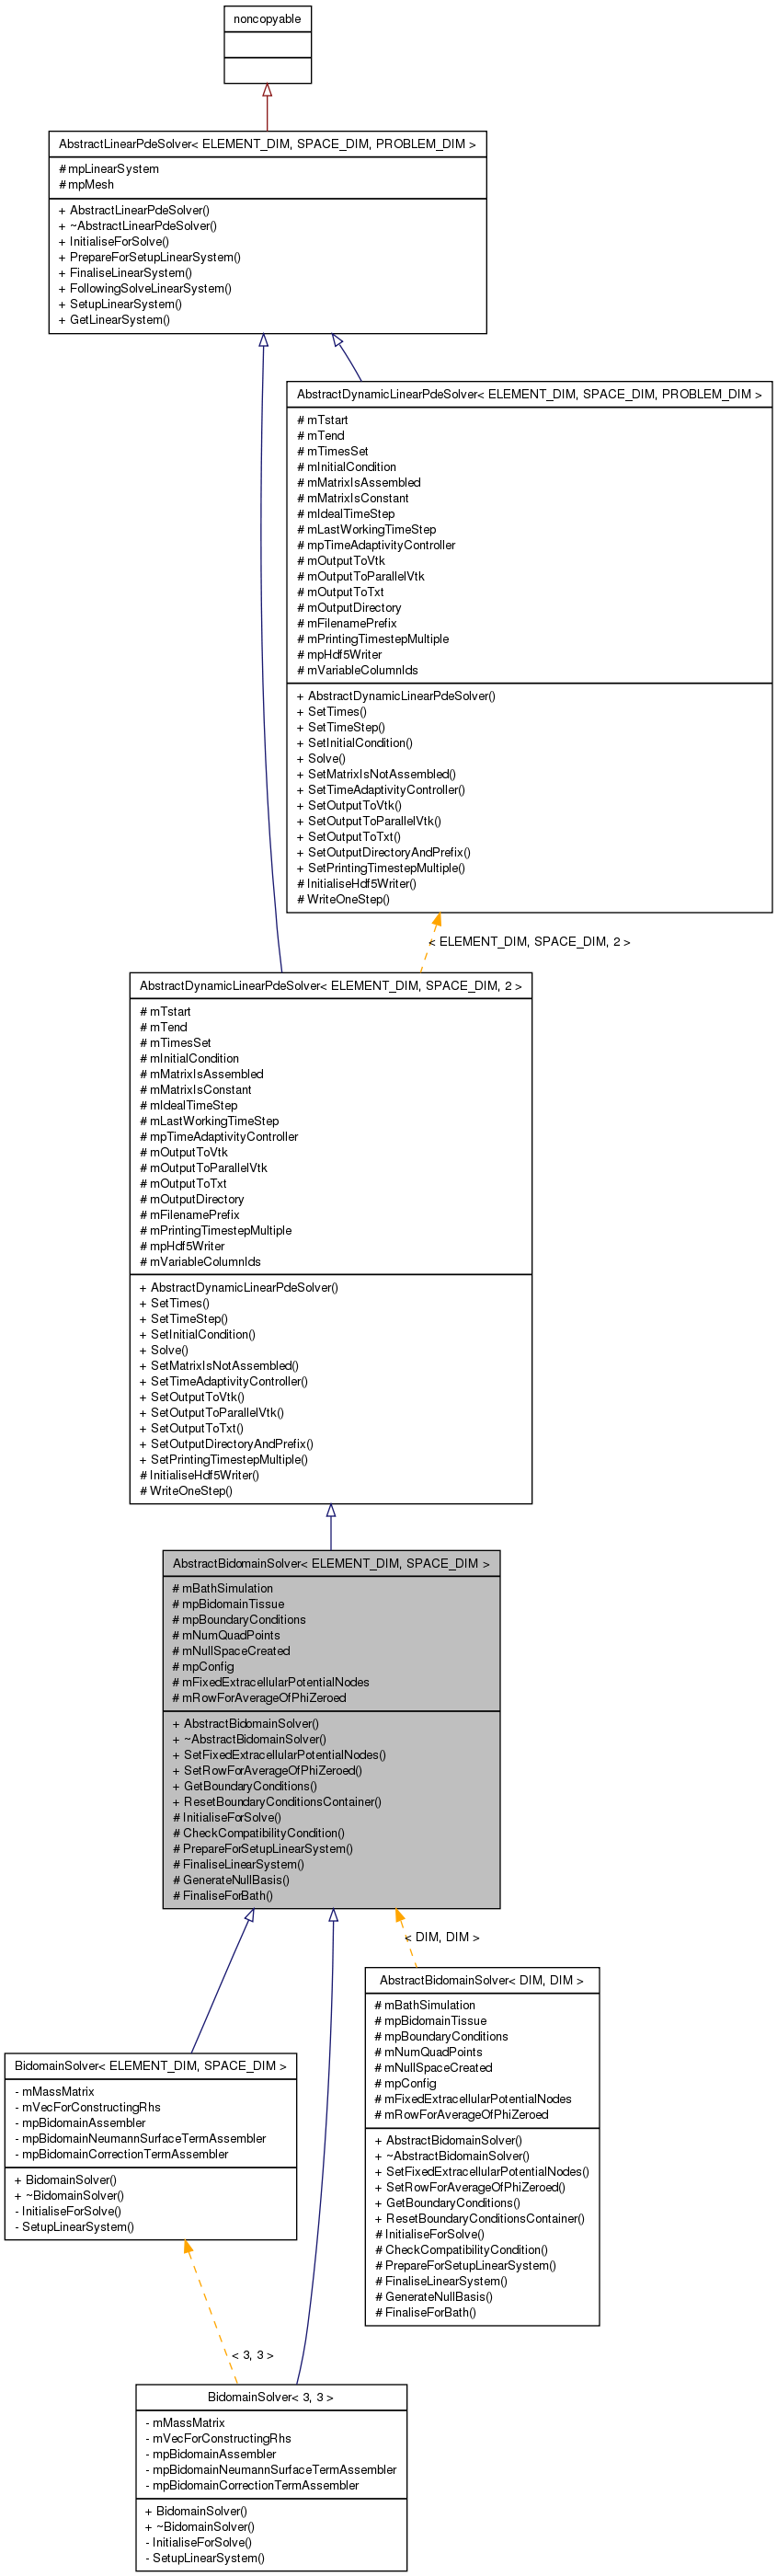 noncopyable
AbstractLinearPdeSolver< ELEMENT_DIM, SPACE_DIM, PROBLEM_DIM >
# mpLinearSystem
# mpMesh
+ AbstractLinearPdeSolver()
+ ~AbstractLinearPdeSolver()
+ InitialiseForSolve()
+ PrepareForSetupLinearSystem()
+ FinaliseLinearSystem()
+ FollowingSolveLinearSystem()
+ SetupLinearSystem()
+ GetLinearSystem()
AbstractDynamicLinearPdeSolver< ELEMENT_DIM, SPACE_DIM, PROBLEM_DIM >
# mTstart
# mTend
# mTimesSet
# mInitialCondition
# mMatrixIsAssembled
# mMatrixIsConstant
# mIdealTimeStep
# mLastWorkingTimeStep
# mpTimeAdaptivityController
# mOutputToVtk
# mOutputToParallelVtk
# mOutputToTxt
# mOutputDirectory
# mFilenamePrefix
# mPrintingTimestepMultiple
# mpHdf5Writer
# mVariableColumnIds
+ AbstractDynamicLinearPdeSolver()
+ SetTimes()
+ SetTimeStep()
+ SetInitialCondition()
+ Solve()
+ SetMatrixIsNotAssembled()
+ SetTimeAdaptivityController()
+ SetOutputToVtk()
+ SetOutputToParallelVtk()
+ SetOutputToTxt()
+ SetOutputDirectoryAndPrefix()
+ SetPrintingTimestepMultiple()
# InitialiseHdf5Writer()
# WriteOneStep()
< ELEMENT_DIM, SPACE_DIM, 2 >
AbstractDynamicLinearPdeSolver< ELEMENT_DIM, SPACE_DIM, 2 >
# mTstart
# mTend
# mTimesSet
# mInitialCondition
# mMatrixIsAssembled
# mMatrixIsConstant
# mIdealTimeStep
# mLastWorkingTimeStep
# mpTimeAdaptivityController
# mOutputToVtk
# mOutputToParallelVtk
# mOutputToTxt
# mOutputDirectory
# mFilenamePrefix
# mPrintingTimestepMultiple
# mpHdf5Writer
# mVariableColumnIds
+ AbstractDynamicLinearPdeSolver()
+ SetTimes()
+ SetTimeStep()
+ SetInitialCondition()
+ Solve()
+ SetMatrixIsNotAssembled()
+ SetTimeAdaptivityController()
+ SetOutputToVtk()
+ SetOutputToParallelVtk()
+ SetOutputToTxt()
+ SetOutputDirectoryAndPrefix()
+ SetPrintingTimestepMultiple()
# InitialiseHdf5Writer()
# WriteOneStep()
AbstractBidomainSolver< ELEMENT_DIM, SPACE_DIM >
# mBathSimulation
# mpBidomainTissue
# mpBoundaryConditions
# mNumQuadPoints
# mNullSpaceCreated
# mpConfig
# mFixedExtracellularPotentialNodes
# mRowForAverageOfPhiZeroed
+ AbstractBidomainSolver()
+ ~AbstractBidomainSolver()
+ SetFixedExtracellularPotentialNodes()
+ SetRowForAverageOfPhiZeroed()
+ GetBoundaryConditions()
+ ResetBoundaryConditionsContainer()
# InitialiseForSolve()
# CheckCompatibilityCondition()
# PrepareForSetupLinearSystem()
# FinaliseLinearSystem()
# GenerateNullBasis()
# FinaliseForBath()
< DIM, DIM >
AbstractBidomainSolver< DIM, DIM >
# mBathSimulation
# mpBidomainTissue
# mpBoundaryConditions
# mNumQuadPoints
# mNullSpaceCreated
# mpConfig
# mFixedExtracellularPotentialNodes
# mRowForAverageOfPhiZeroed
+ AbstractBidomainSolver()
+ ~AbstractBidomainSolver()
+ SetFixedExtracellularPotentialNodes()
+ SetRowForAverageOfPhiZeroed()
+ GetBoundaryConditions()
+ ResetBoundaryConditionsContainer()
# InitialiseForSolve()
# CheckCompatibilityCondition()
# PrepareForSetupLinearSystem()
# FinaliseLinearSystem()
# GenerateNullBasis()
# FinaliseForBath()
BidomainSolver< ELEMENT_DIM, SPACE_DIM >
- mMassMatrix
- mVecForConstructingRhs
- mpBidomainAssembler
- mpBidomainNeumannSurfaceTermAssembler
- mpBidomainCorrectionTermAssembler
+ BidomainSolver()
+ ~BidomainSolver()
- InitialiseForSolve()
- SetupLinearSystem()
< 3, 3 >
BidomainSolver< 3, 3 >
- mMassMatrix
- mVecForConstructingRhs
- mpBidomainAssembler
- mpBidomainNeumannSurfaceTermAssembler
- mpBidomainCorrectionTermAssembler
+ BidomainSolver()
+ ~BidomainSolver()
- InitialiseForSolve()
- SetupLinearSystem()